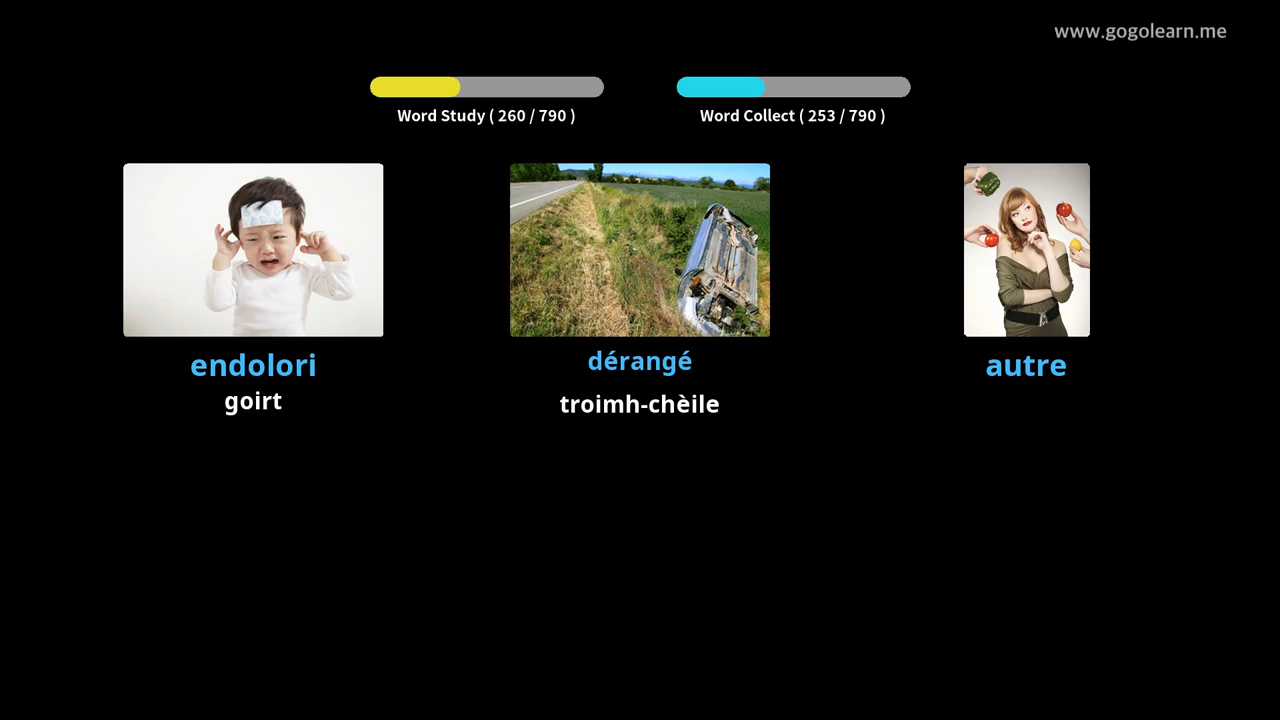 www.gogolearn.me
Word Study ( 260 / 790 )
Word Collect ( 253 / 790 )
endolori
dérangé
autre
goirt
troimh-chèile